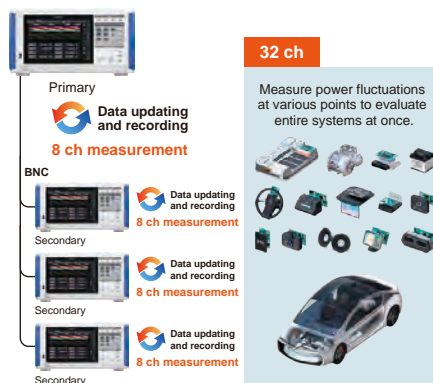 Primary
Data updating
and recording
8 ch measurement
BNC
Data updating
and recording
8 ch measurement
Secondary
Data updating
and recording
8 ch measurement
Secondary
Data updating
and recording
8 ch measurement
Secondary
32 ch
Measure power fluctuations
at various points to evaluate
entire systems at once.